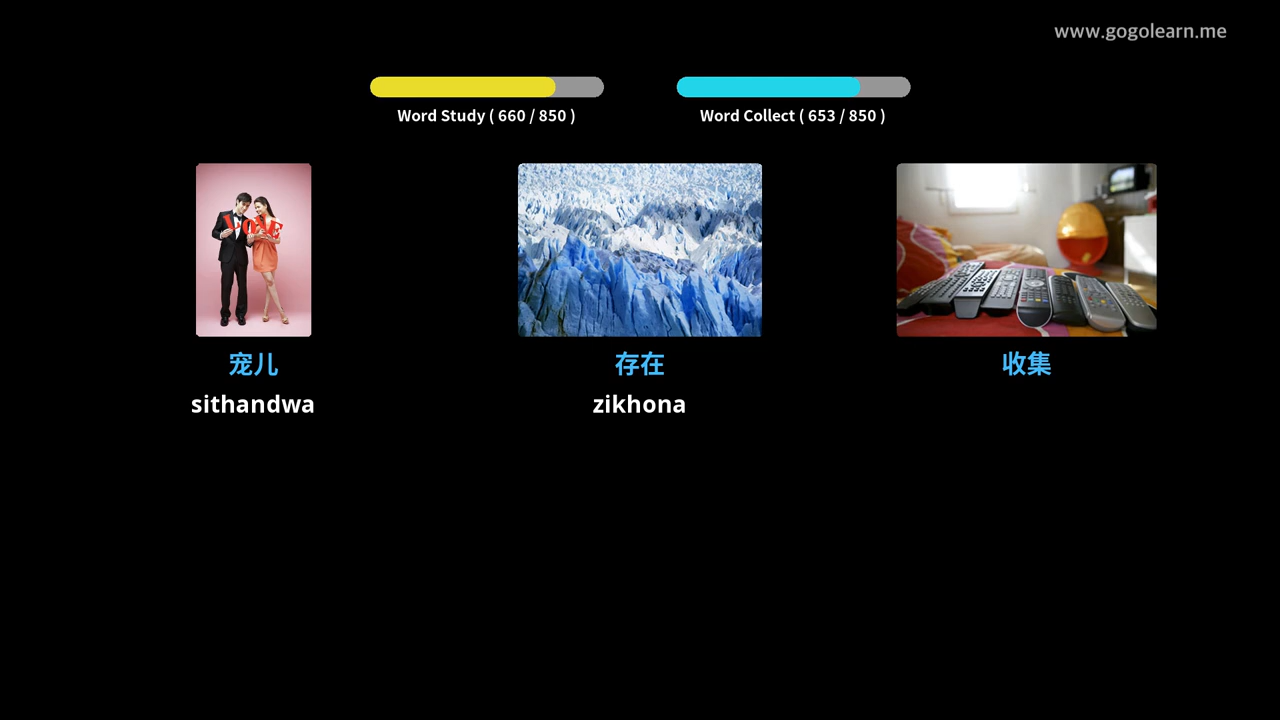 www.gogolearn.me
Word Study ( 660 / 850 )
Word Collect ( 653 / 850 )
宠儿
存在
收集
sithandwa
zikhona